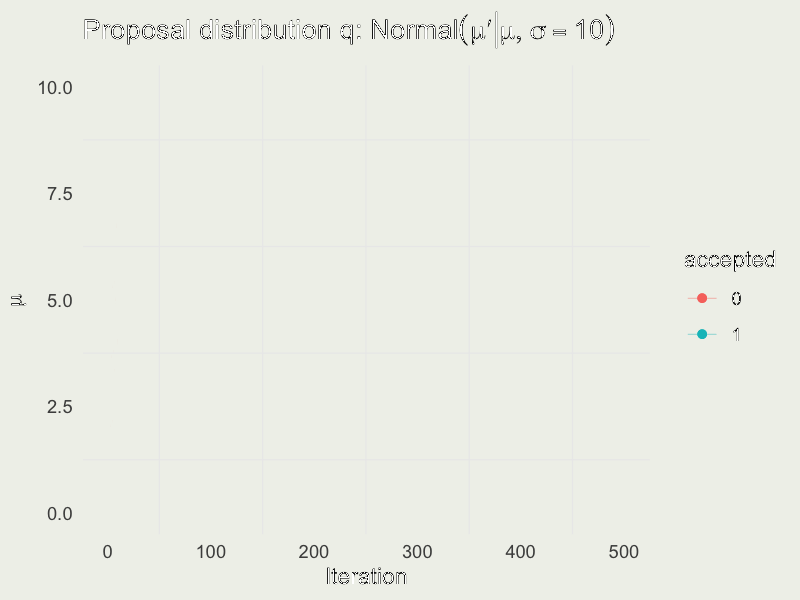 Proposal distribution q: Normal(μ′|μ, σ = 10)
10.0
7.5
5.0
2.5
0.0
μ
0 100 200 300 400 500
Iteration
accepted
0
1